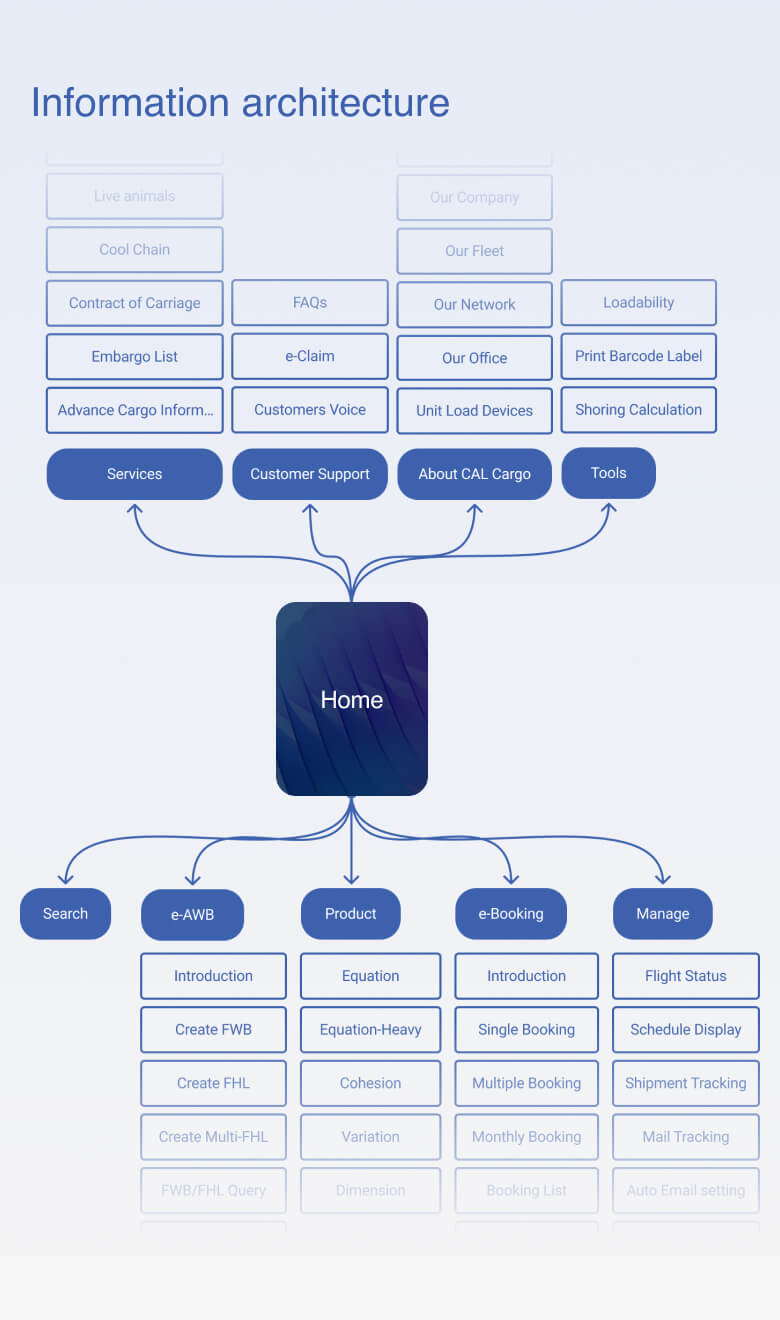 Information architecture
Live animals
Our Company
Cool Chain
Our Fleet
Contract of Carriage
FAQs
Our Network
Loadability
Embargo List
e-Claim
Our Office
Print Barcode Label
Advance Cargo Inform...
Customers Voice
Unit Load Devices
Shoring Calculation
Services
Customer Support
About CAL Cargo
Tools
Home
Search
e-AWB
Product
e-Booking
Manage
Introduction
Equation
Introduction
Flight Status
Create FWB
Equation-Heavy
Single Booking
Schedule Display
Create FHL
Cohesion
Multiple Booking
Shipment Tracking
Create Multi-FHL
Variation
Monthly Booking
Mail Tracking
FWB/FHL Query
Dimension
Booking List
Auto Email setting